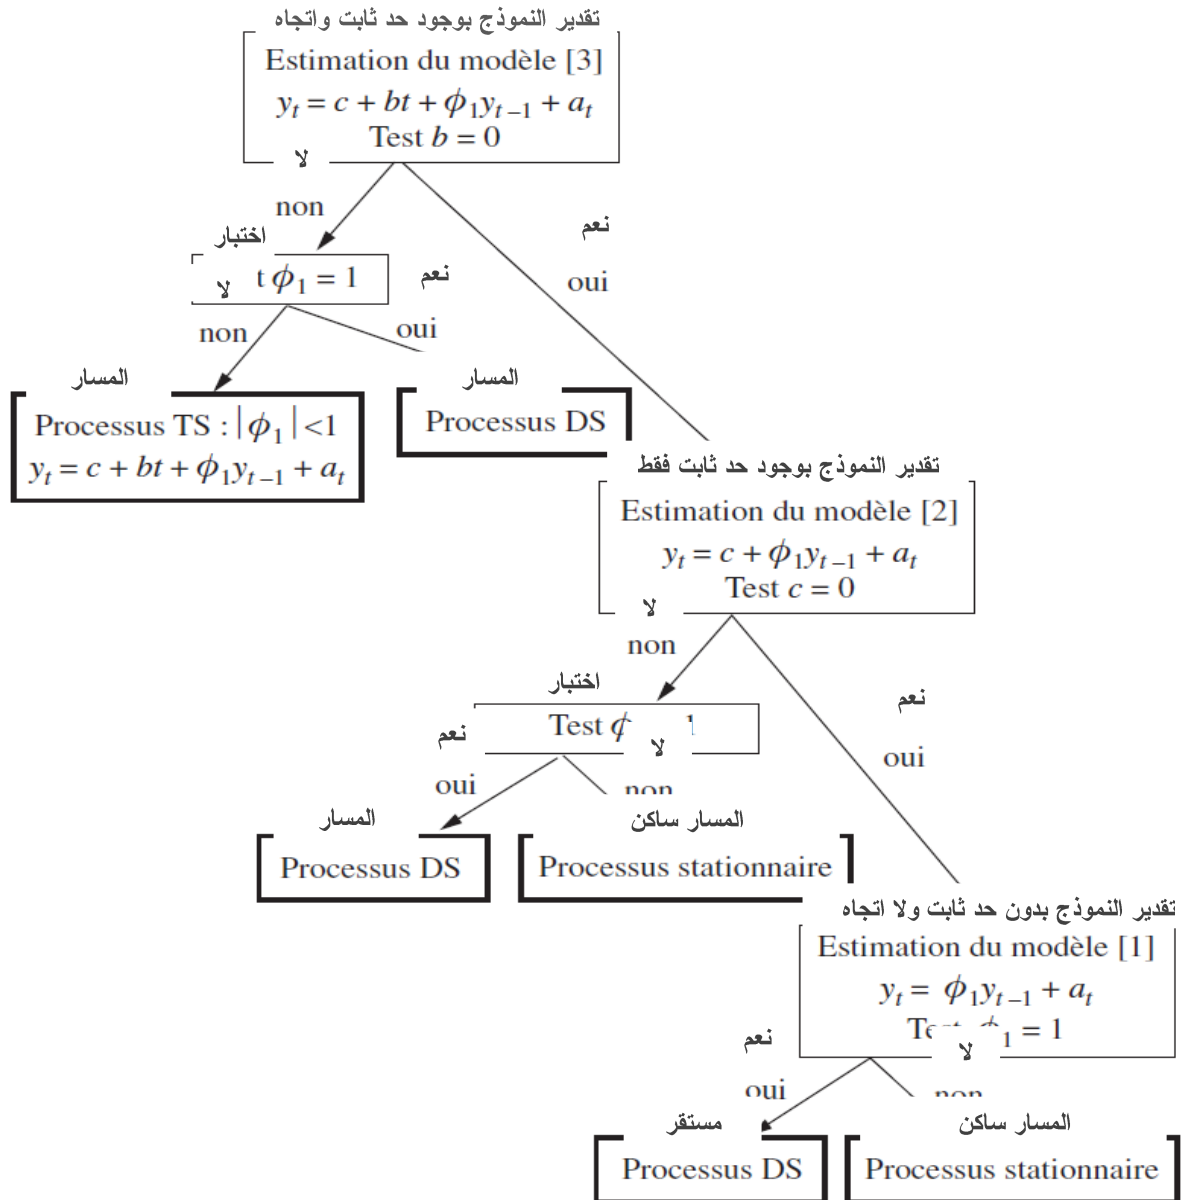 تقدير النموذج بوجود حد ثابت واتجاه
Estimation du modèle [3]
yₜ = c + bt + ϕ₁yₜ₋₁ + aₜ
Test b = 0
لا
non
نعم
oui
اختبار
t ϕ₁ = 1
لا
نعم
non
oui
المسار
المسار
Processus TS : |ϕ₁| <1
yₜ = c + bt + ϕ₁yₜ₋₁ + aₜ
Processus DS
تقدير النموذج بوجود حد ثابت فقط
Estimation du modèle [2]
yₜ = c + ϕ₁yₜ₋₁ + aₜ
Test c = 0
لا
non
نعم
oui
اختبار
Test
لا
نعم
oui
non
المسار
المسار ساكن
Processus DS
Processus stationnaire
تقدير النموذج بدون حد ثابت ولا اتجاه
Estimation du modèle [1]
yₜ = ϕ₁yₜ₋₁ + aₜ
ϕ₁ = 1
لا
نعم
oui
non
مستقر
المسار ساكن
Processus DS
Processus stationnaire